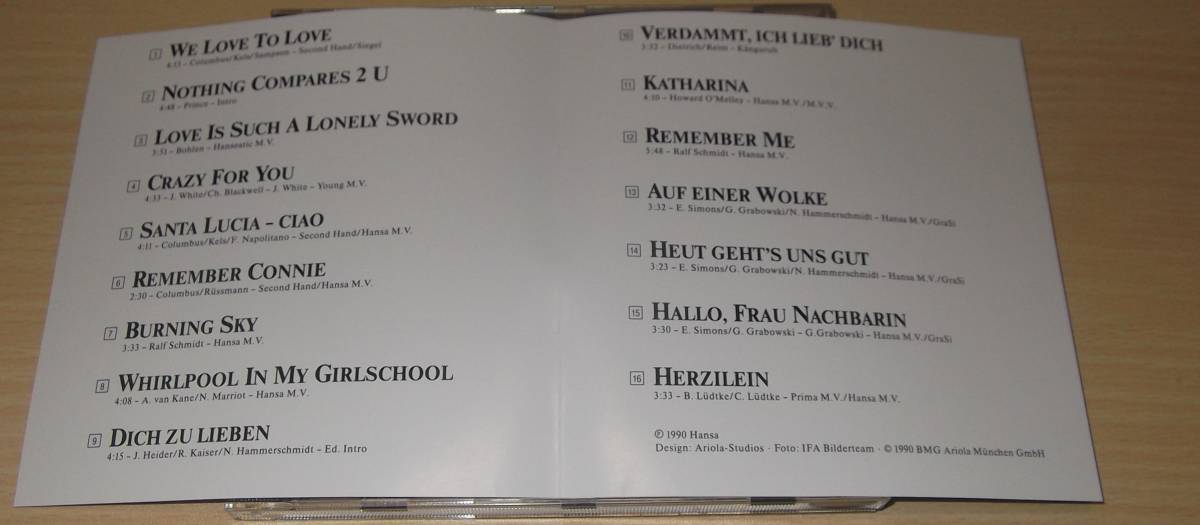 1 WE LOVE TO LOVE
4:13 – Columbus/Kels/Sampson – Second Hand/Siegel
2 NOTHING COMPARES 2 U
4:48 – Prince – Intro
3 LOVE IS SUCH A LONELY SWORD
3:51 – Bohlen – Hanseatic M.V.
4 CRAZY FOR YOU
4:33 – J. White/Ch. Blackwell – J. White – Young M.V.
5 SANTA LUCIA – CIAO
4:11 – Columbus/Kels/F. Napolitano – Second Hand/Hansa M.V.
6 REMEMBER CONNIE
2:30 – Columbus/Rüssmann – Second Hand/Hansa M.V.
7 BURNING SKY
3:33 – Ralf Schmidt – Hansa M.V.
8 WHIRLPOOL IN MY GIRLSCHOOL
4:08 – A. van Kane/N. Marriot – Hansa M.V.
9 DICH ZU LIEBEN
4:15 – J. Heider/R. Kaiser/N. Hammerschmidt – Ed. Intro
10 VERDAMMT, ICH LIEB' DICH
3:32 – Dietrich/Reim – Känguruh
11 KATHARINA
4:10 – Howard O'Melley – Hansa M.V./M.V.V.
12 REMEMBER ME
5:48 – Ralf Schmidt – Hansa M.V.
13 AUF EINER WOLKE
3:32 – E. Simons/G. Grabowski/N. Hammerschmidt – Hansa M.V./GraSi
14 HEUT GEHT'S UNS GUT
3:23 – E. Simons/G. Grabowski/N. Hammerschmidt – Hansa M.V./GraSi
15 HALLO, FRAU NACHBARIN
3:30 – E. Simons/G. Grabowski – G.Grabowski – Hansa M.V./GraSi
16 HERZILEIN
3:33 – B. Lüdtke/C. Lüdtke – Prima M.V./Hansa M.V.
℗ 1990 Hansa
Design: Ariola-Studios · Foto: IFA Bilderteam · © 1990 BMG Ariola München GmbH